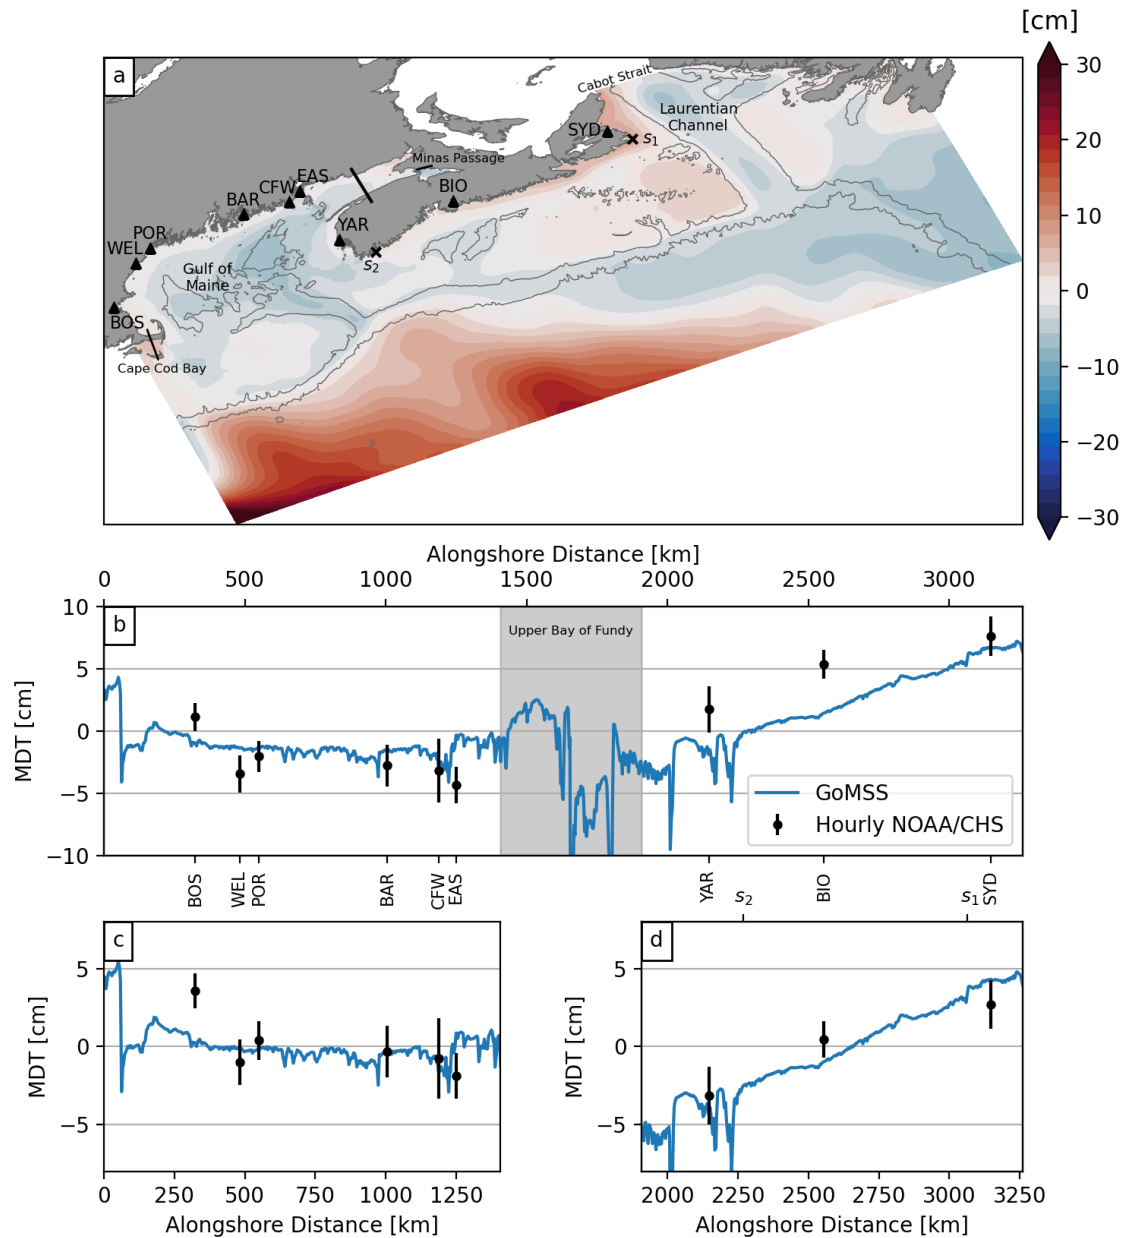 [cm]
a
Cabot Strait
Laurentian
Channel
SYD
s1
Minas Passage
EAS
CFW
BIO
BAR
YAR
s2
POR
WEL
Gulf of
Maine
BOS
Cape Cod Bay
30
20
10
0
−10
−20
−30
Alongshore Distance [km]
0 500 1000 1500 2000 2500 3000
b
Upper Bay of Fundy
MDT [cm]
10
5
0
−5
−10
GoMSS
Hourly NOAA/CHS
BOS WEL POR BAR CFW EAS YAR s2 BIO s1 SYD
c
MDT [cm]
5
0
−5
0 250 500 750 1000 1250
Alongshore Distance [km]
d
MDT [cm]
5
0
−5
2000 2250 2500 2750 3000 3250
Alongshore Distance [km]